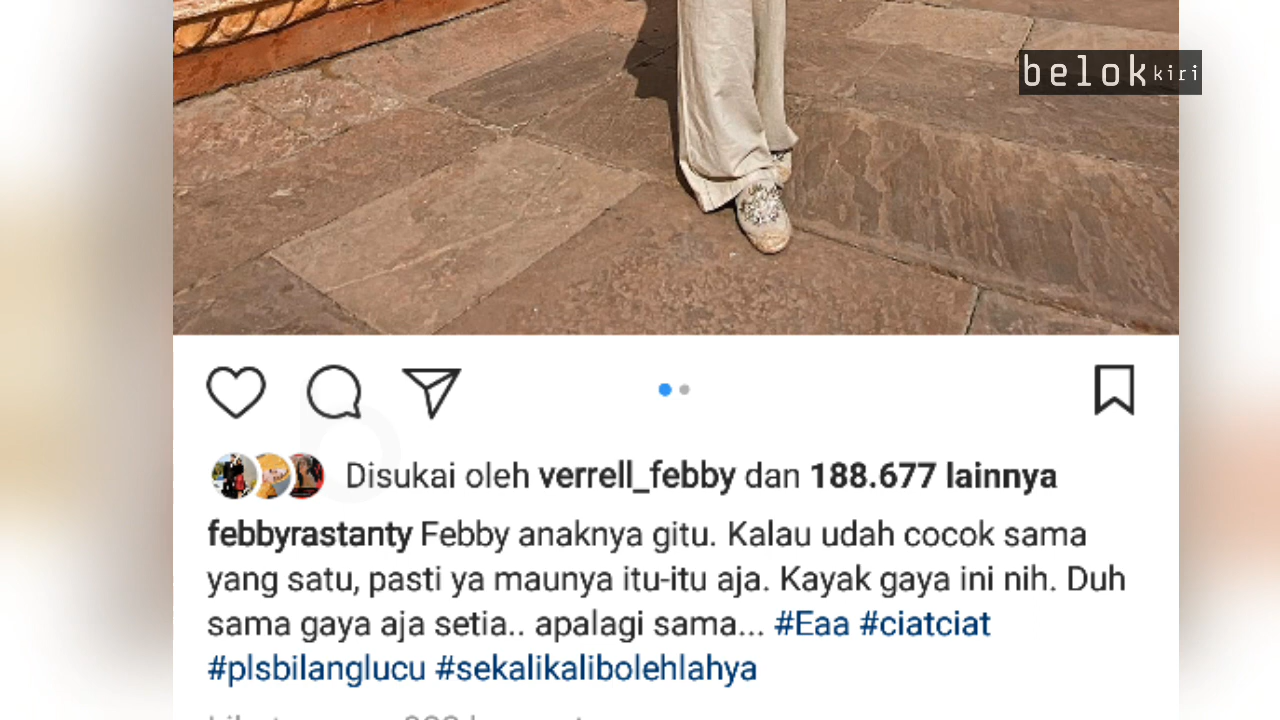 belok kiri
Disukai oleh verrell_febby dan 188.677 lainnya
febbyrastanty Febby anaknya gitu. Kalau udah cocok sama
yang satu, pasti ya maunya itu-itu aja. Kayak gaya ini nih. Duh
sama gaya aja setia.. apalagi sama... #Eaa #ciatciat
#plsbilanglucu #sekalikalibolehlahya